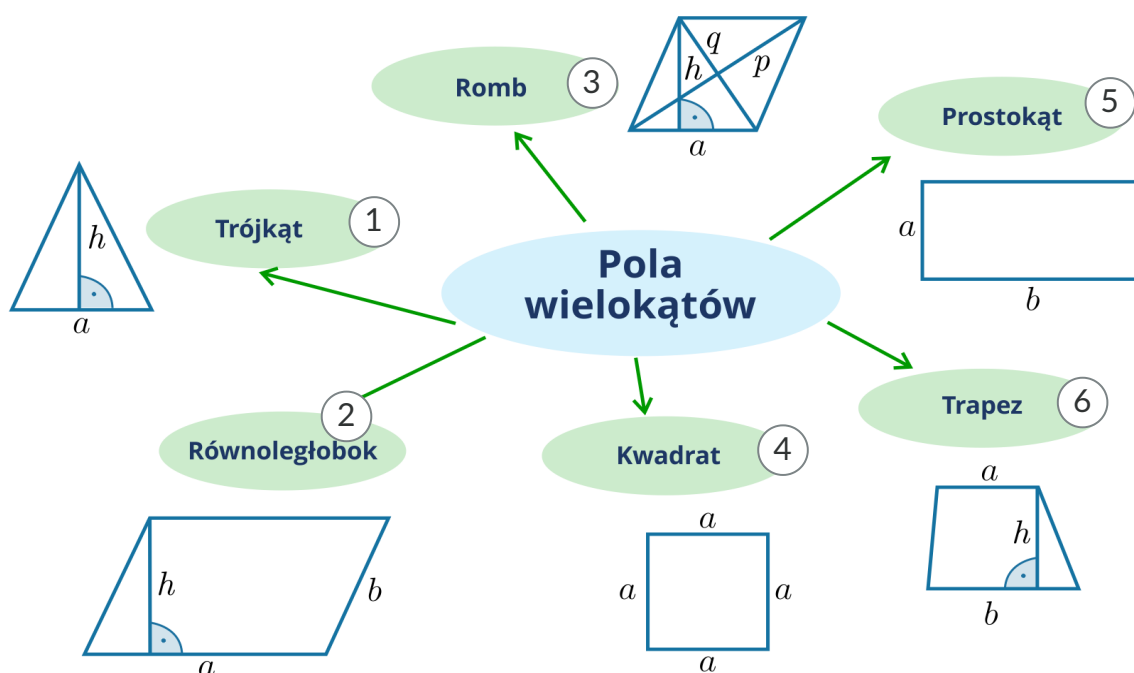 Pola
wielokątów
Trójkąt
1
h
a
Równoległobok
2
h
b
a
Romb
3
q
h
p
a
Kwadrat
4
a
a
a
a
Prostokąt
5
a
b
Trapez
6
a
h
b